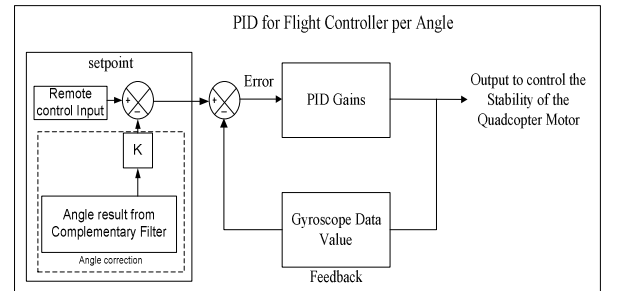 PID for Flight Controller per Angle
setpoint
Remote
control Input
+
−
K
Angle result from
Complementary Filter
Angle correction
+
−
Error
PID Gains
Output to control the
Stability of the
Quadcopter Motor
Gyroscope Data
Value
Feedback